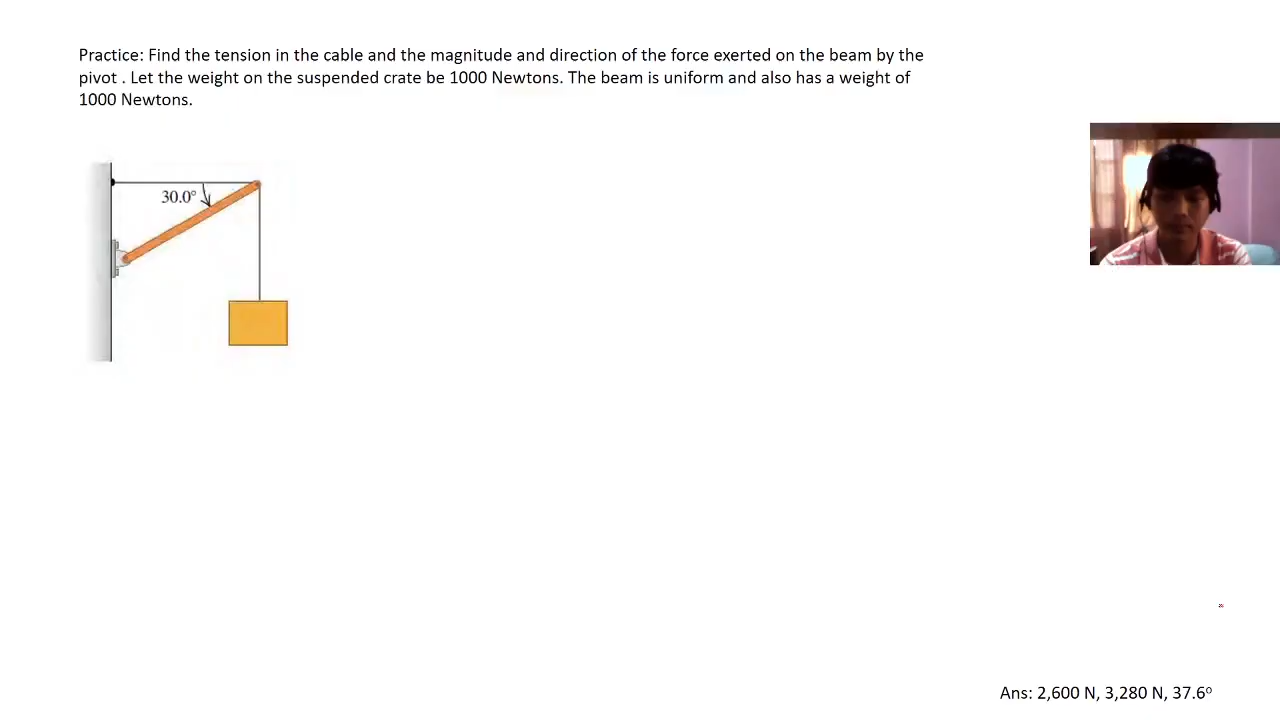 Practice: Find the tension in the cable and the magnitude and direction of the force exerted on the beam by the
pivot . Let the weight on the suspended crate be 1000 Newtons. The beam is uniform and also has a weight of
1000 Newtons.
30.0°
Ans: 2,600 N, 3,280 N, 37.6°